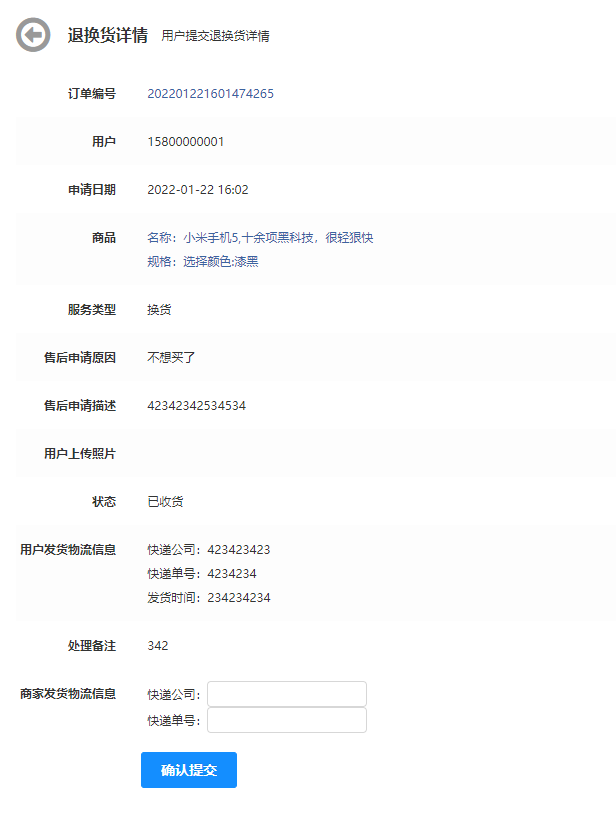 退换货详情 用户提交退换货详情
订单编号 202201221601474265
用户 15800000001
申请日期 2022-01-22 16:02
商品 名称：小米手机5,十余项黑科技，很轻狠快
规格：选择颜色:漆黑
服务类型 换货
售后申请原因 不想买了
售后申请描述 42342342534534
用户上传照片
状态 已收货
用户发货物流信息 快递公司：423423423
快递单号：4234234
发货时间：234234234
处理备注 342
商家发货物流信息 快递公司：
快递单号：
确认提交